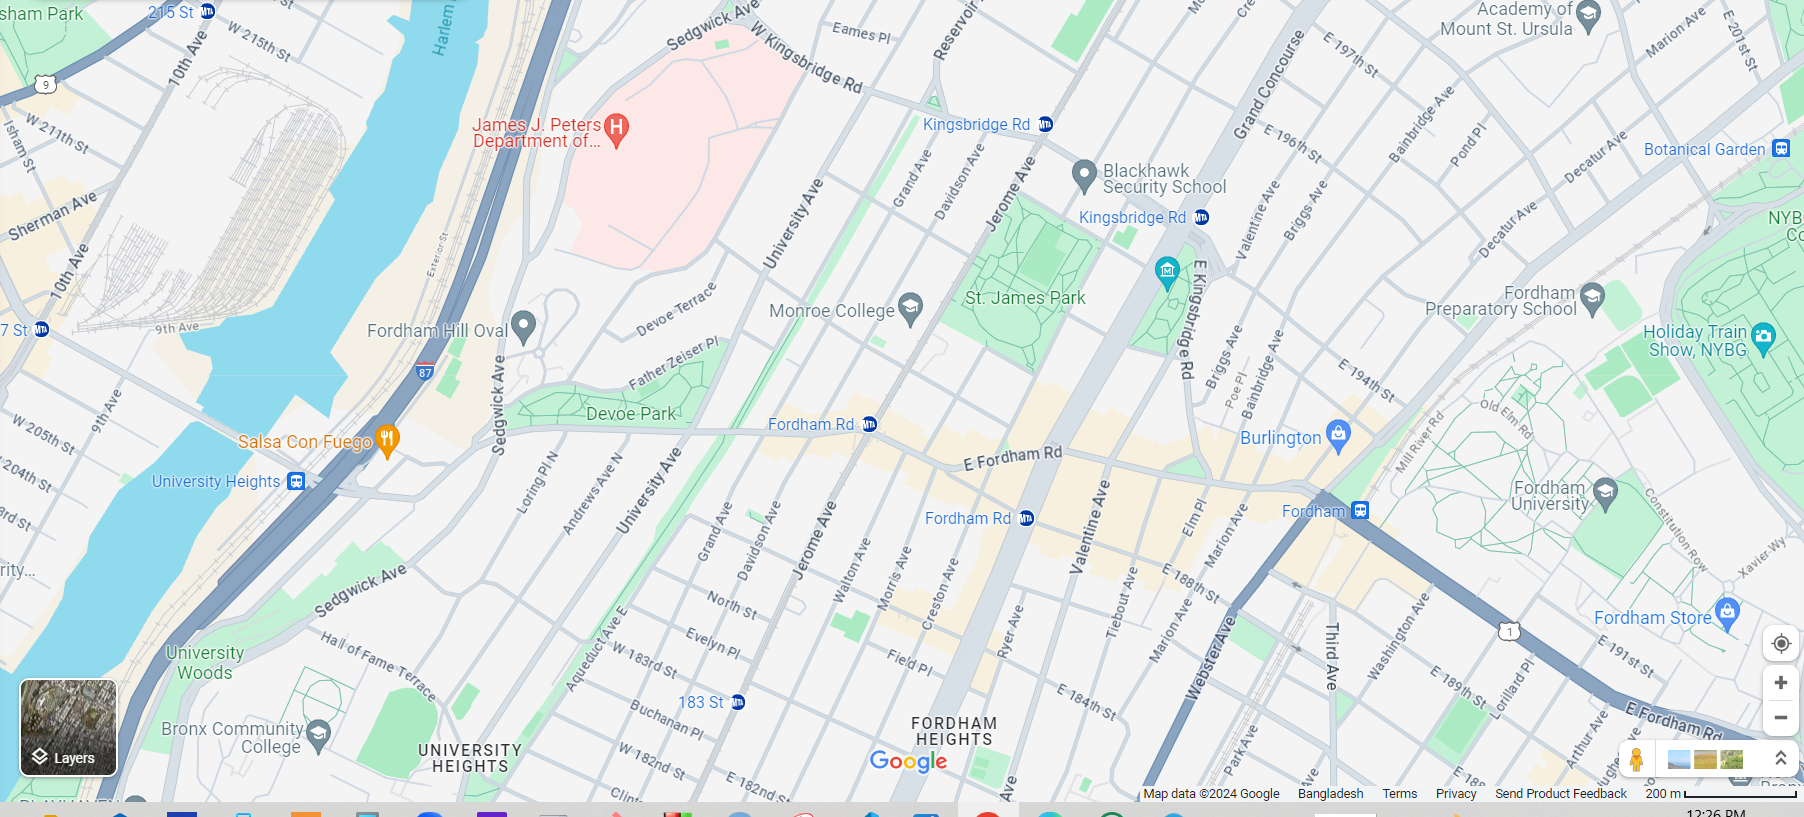 sham Park
215 St
10th Ave
W 215th St
Harlem
Sedgwick Ave
W Kingsbridge Rd
Eames Pl
Reservoir
Grand Concourse
E 197th St
Academy of
Mount St. Ursula
Marion Ave
E 201st St
9
Isham St
W 211th St
James J. Peters
Department of...
H
Kingsbridge Rd
Grand Ave
Davidson Ave
Jerome Ave
Blackhawk
Security School
E 196th St
Bainbridge Ave
Pond Pl
Decatur Ave
Botanical Garden
Sherman Ave
10th Ave
Exterior St
University Ave
Kingsbridge Rd
Valentine Ave
Briggs Ave
Decatur Ave
NYB
Co
7 St
9th Ave
Fordham Hill Oval
Devoe Terrace
Monroe College
St. James Park
E Kingsbridge Rd
Fordham
Preparatory School
Holiday Train
Show, NYBG
87
Sedgwick Ave
Father Zeiser Pl
Briggs Ave
Poe Pl
Bainbridge Ave
E 194th St
9th Ave
W 205th St
Devoe Park
Fordham Rd
Salsa Con Fuego
E Fordham Rd
Burlington
Mill River Rd
Old Elm Rd
W 204th St
University Heights
Loring Pl N
Andrews Ave N
University Ave
Fordham Rd
Valentine Ave
Elm Pl
Marion Ave
Fordham
Fordham
University
Constitution Row
Xavier Wy
3rd St
rity...
Sedgwick Ave
Grand Ave
Davidson Ave
Jerome Ave
Walton Ave
Morris Ave
Creston Ave
Tiebout Ave
E 188th St
Marion Ave
Webster Ave
Third Ave
Washington Ave
1
Fordham Store
E 191st St
University
Woods
Hall of Fame Terrace
Aqueduct Ave E
North St
Evelyn Pl
W 183rd St
Field Pl
Ryer Ave
E 184th St
E 189th St
Lorillard Pl
E Fordham Rd
Bronx Community
College
183 St
Buchanan Pl
W 182nd St
E 182nd St
UNIVERSITY
HEIGHTS
FORDHAM
HEIGHTS
Google
Park Ave
Arthur Ave
Layers
Map data ©2024 Google
Bangladesh
Terms
Privacy
Send Product Feedback
200 m
12:26 PM